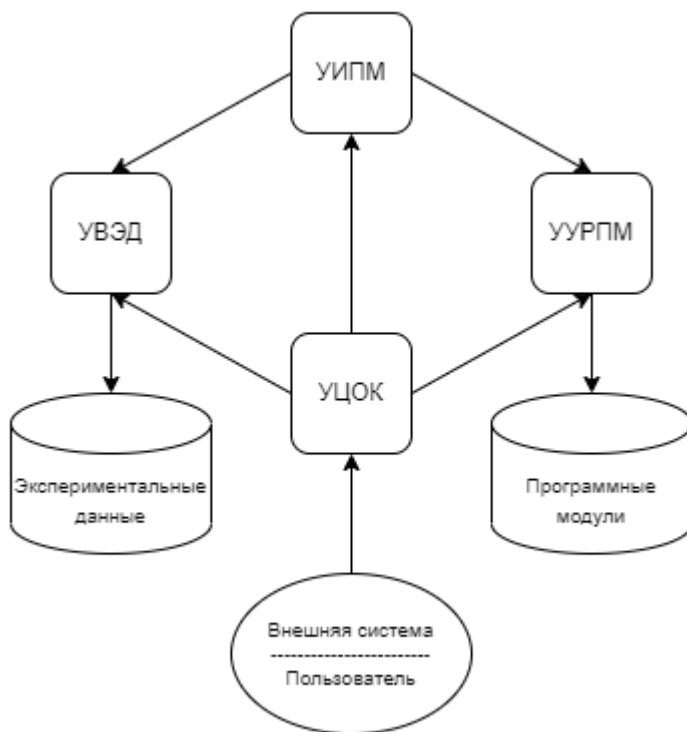 УИПМ
УВЭД
УУРПМ
УЦОК
Экспериментальные
данные
Программные
модули
Внешняя система
------------------------
Пользователь